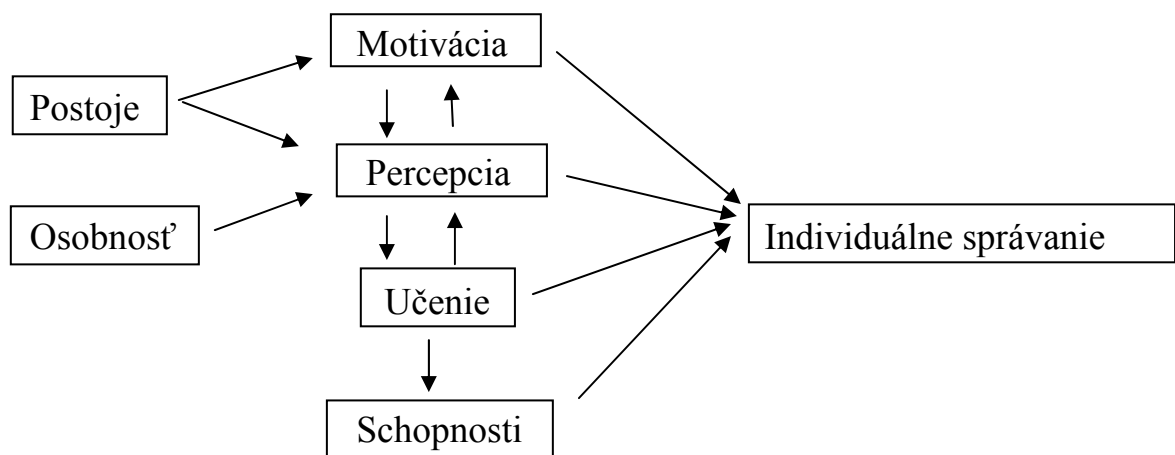 Motivácia
Postoje
Percepcia
Osobnosť
Individuálne správanie
Učenie
Schopnosti